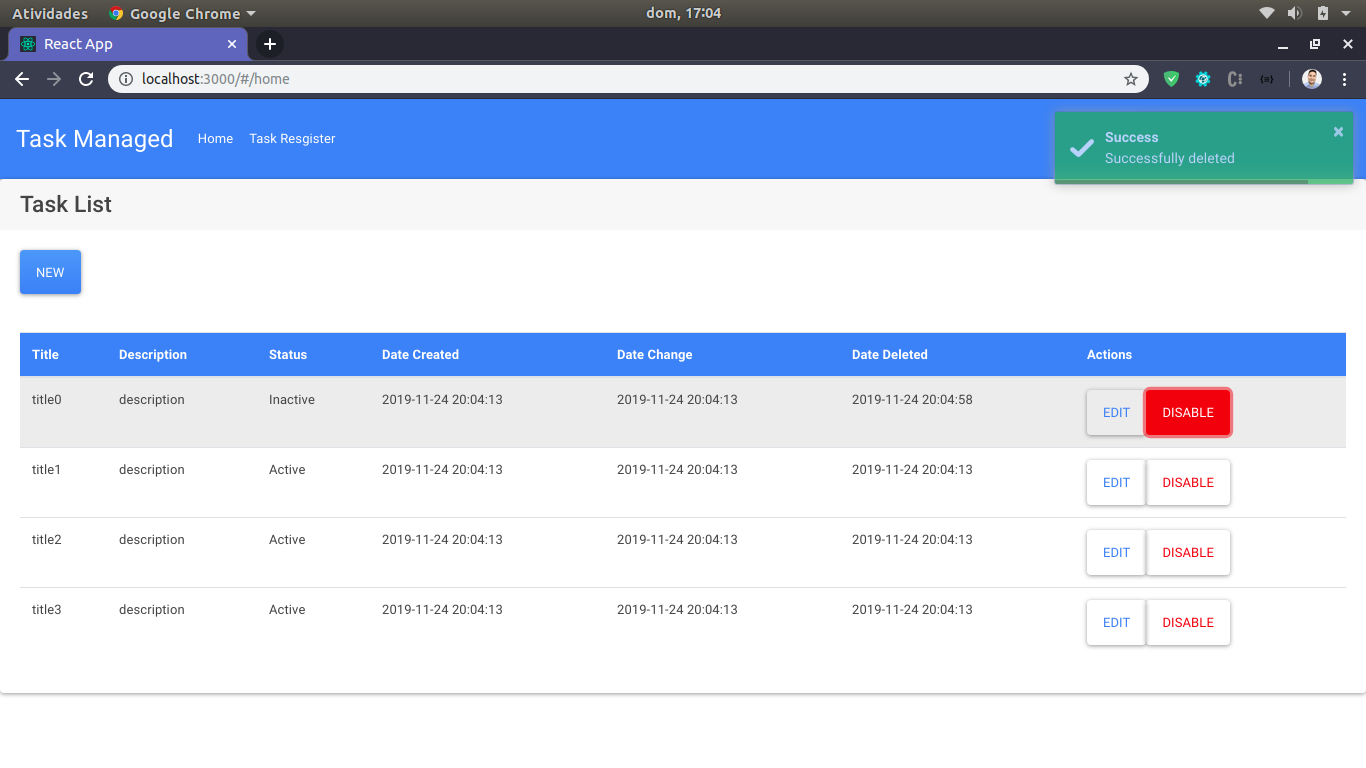 Atividades Google Chrome dom, 17:04
React App
localhost:3000/#/home
Task Managed Home Task Resgister
Success
Successfully deleted
Task List
NEW
Title Description Status Date Created Date Change Date Deleted Actions
title0 description Inactive 2019-11-24 20:04:13 2019-11-24 20:04:13 2019-11-24 20:04:58 EDIT DISABLE
title1 description Active 2019-11-24 20:04:13 2019-11-24 20:04:13 2019-11-24 20:04:13 EDIT DISABLE
title2 description Active 2019-11-24 20:04:13 2019-11-24 20:04:13 2019-11-24 20:04:13 EDIT DISABLE
title3 description Active 2019-11-24 20:04:13 2019-11-24 20:04:13 2019-11-24 20:04:13 EDIT DISABLE